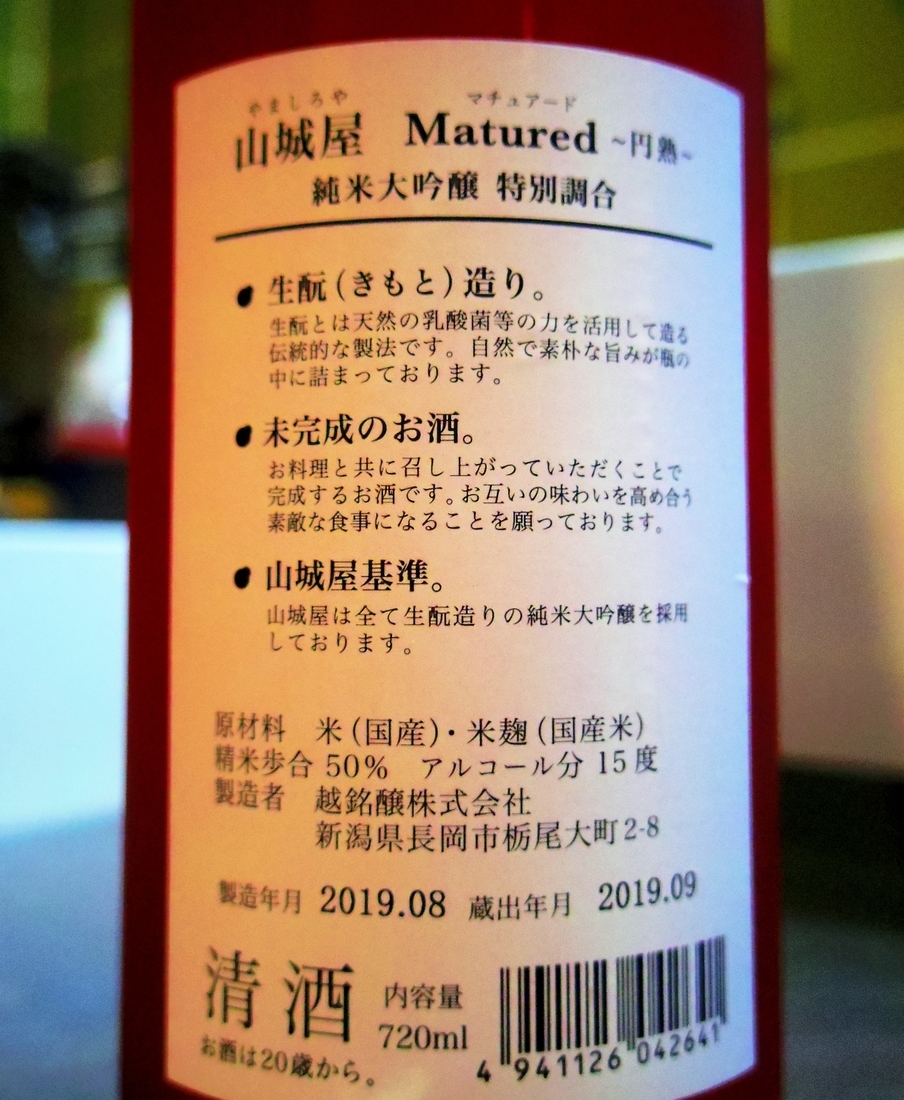 やましろや マチュアード
山城屋 Matured ~円熟~
純米大吟醸 特別調合
● 生酛(きもと)造り。
生酛とは天然の乳酸菌等の力を活用して造る
伝統的な製法です。自然で素朴な旨みが瓶の
中に詰まっております。
● 未完成のお酒。
お料理と共に召し上がっていただくことで
完成するお酒です。お互いの味わいを高め合う
素敵な食事になることを願っております。
● 山城屋基準。
山城屋は全て生酛造りの純米大吟醸を採用
しております。
原材料 米(国産)・米麹(国産米)
精米歩合 50% アルコール分 15度
製造者 越銘醸株式会社
新潟県長岡市栃尾大町2-8
製造年月 2019.08 蔵出年月 2019.09
清酒 内容量
720ml
お酒は20歳から。
4 941126 042641